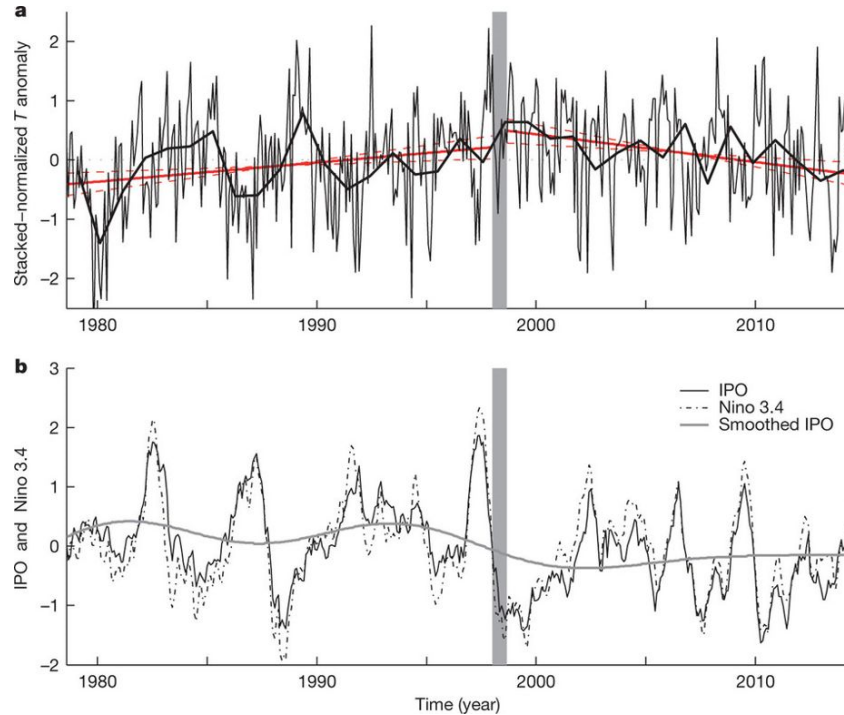 a
Stacked–normalized T anomaly
2
1
0
−1
−2
1980 1990 2000 2010
b
IPO and Nino 3.4
3
2
1
0
−1
−2
IPO
Nino 3.4
Smoothed IPO
1980 1990 2000 2010
Time (year)